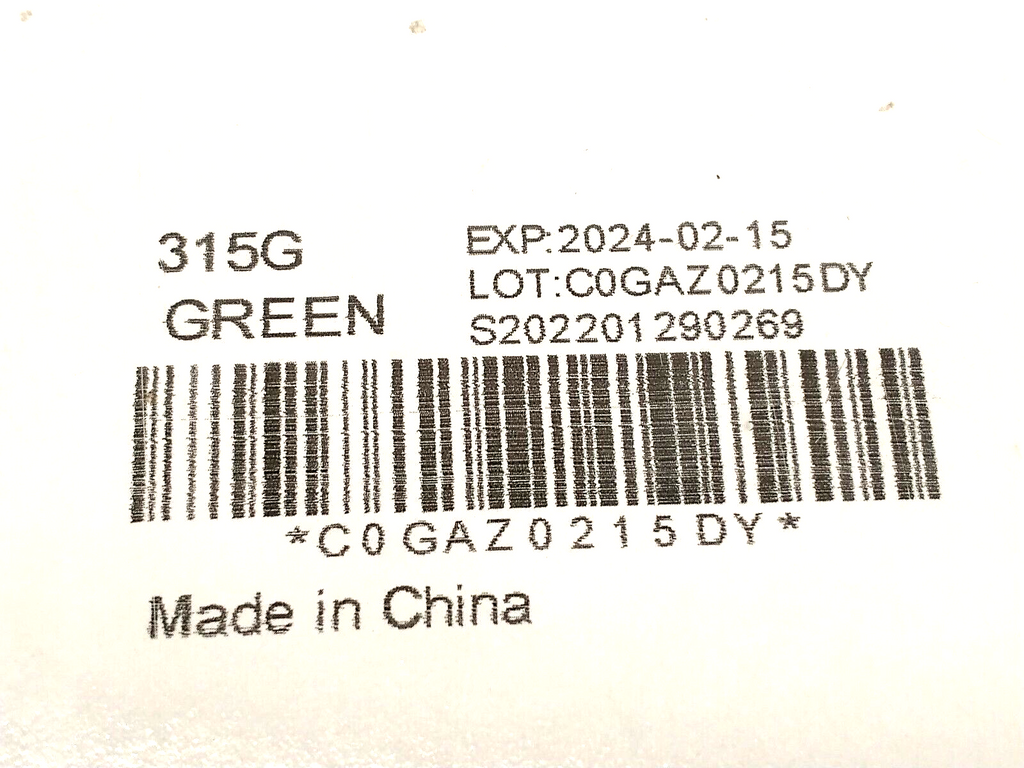 315G
GREEN
EXP:2024-02-15
LOT:C0GAZ0215DY
S202201290269
*C0GAZ0215DY*
Made in China